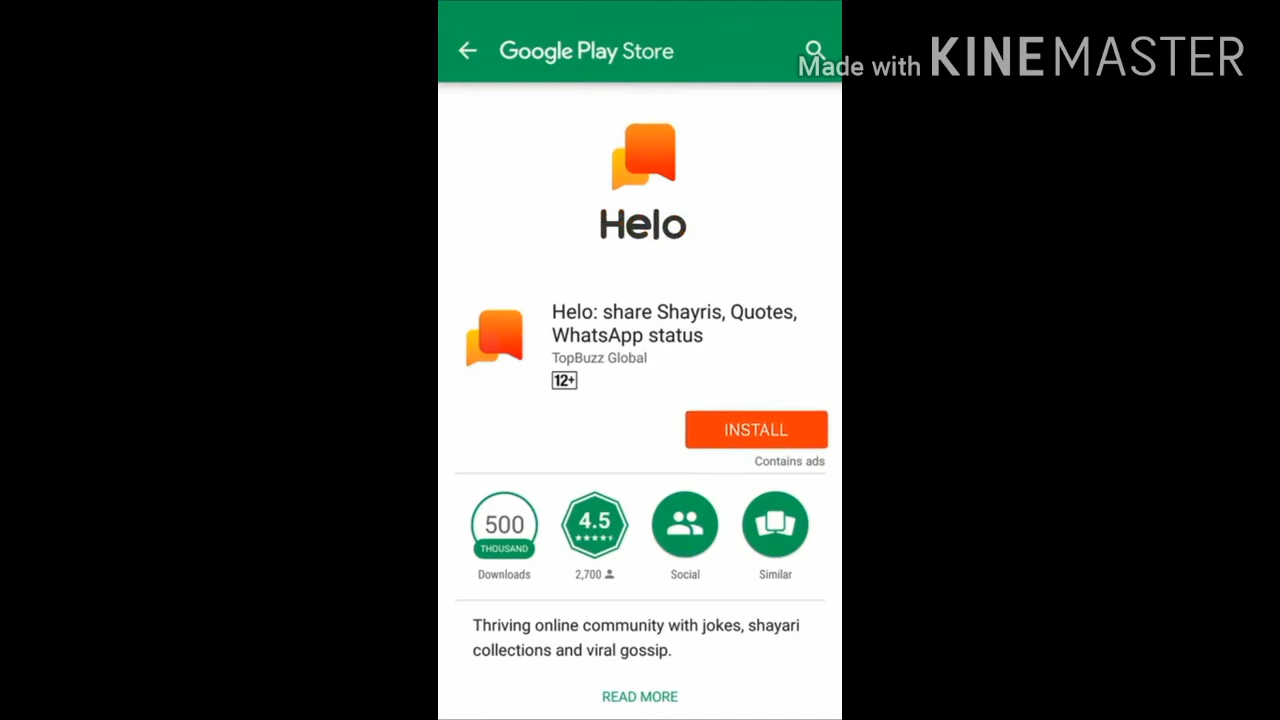 Google Play Store
Made with KINEMASTER
Helo
Helo: share Shayris, Quotes,
WhatsApp status
TopBuzz Global
12+
INSTALL
Contains ads
500
THOUSAND
Downloads
4.5
2,700
Social
Similar
Thriving online community with jokes, shayari
collections and viral gossip.
READ MORE